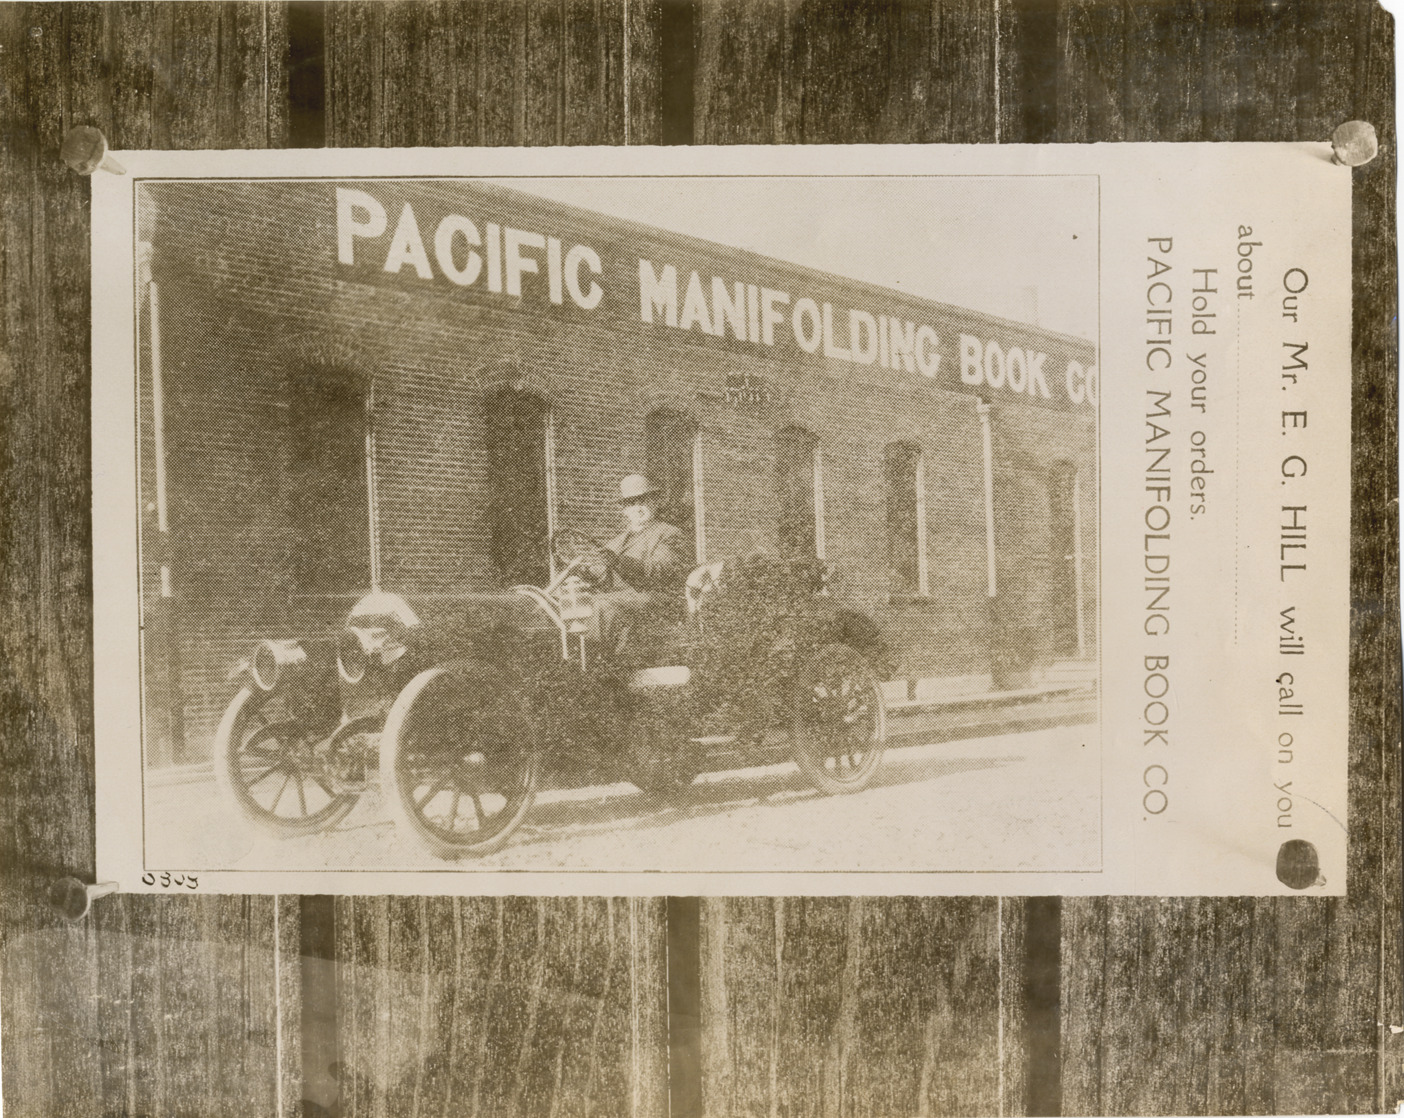 PACIFIC MANIFOLDING BOOK CO
Our Mr. E. G. HILL will call on you
about
Hold your orders.
PACIFIC MANIFOLDING BOOK CO.